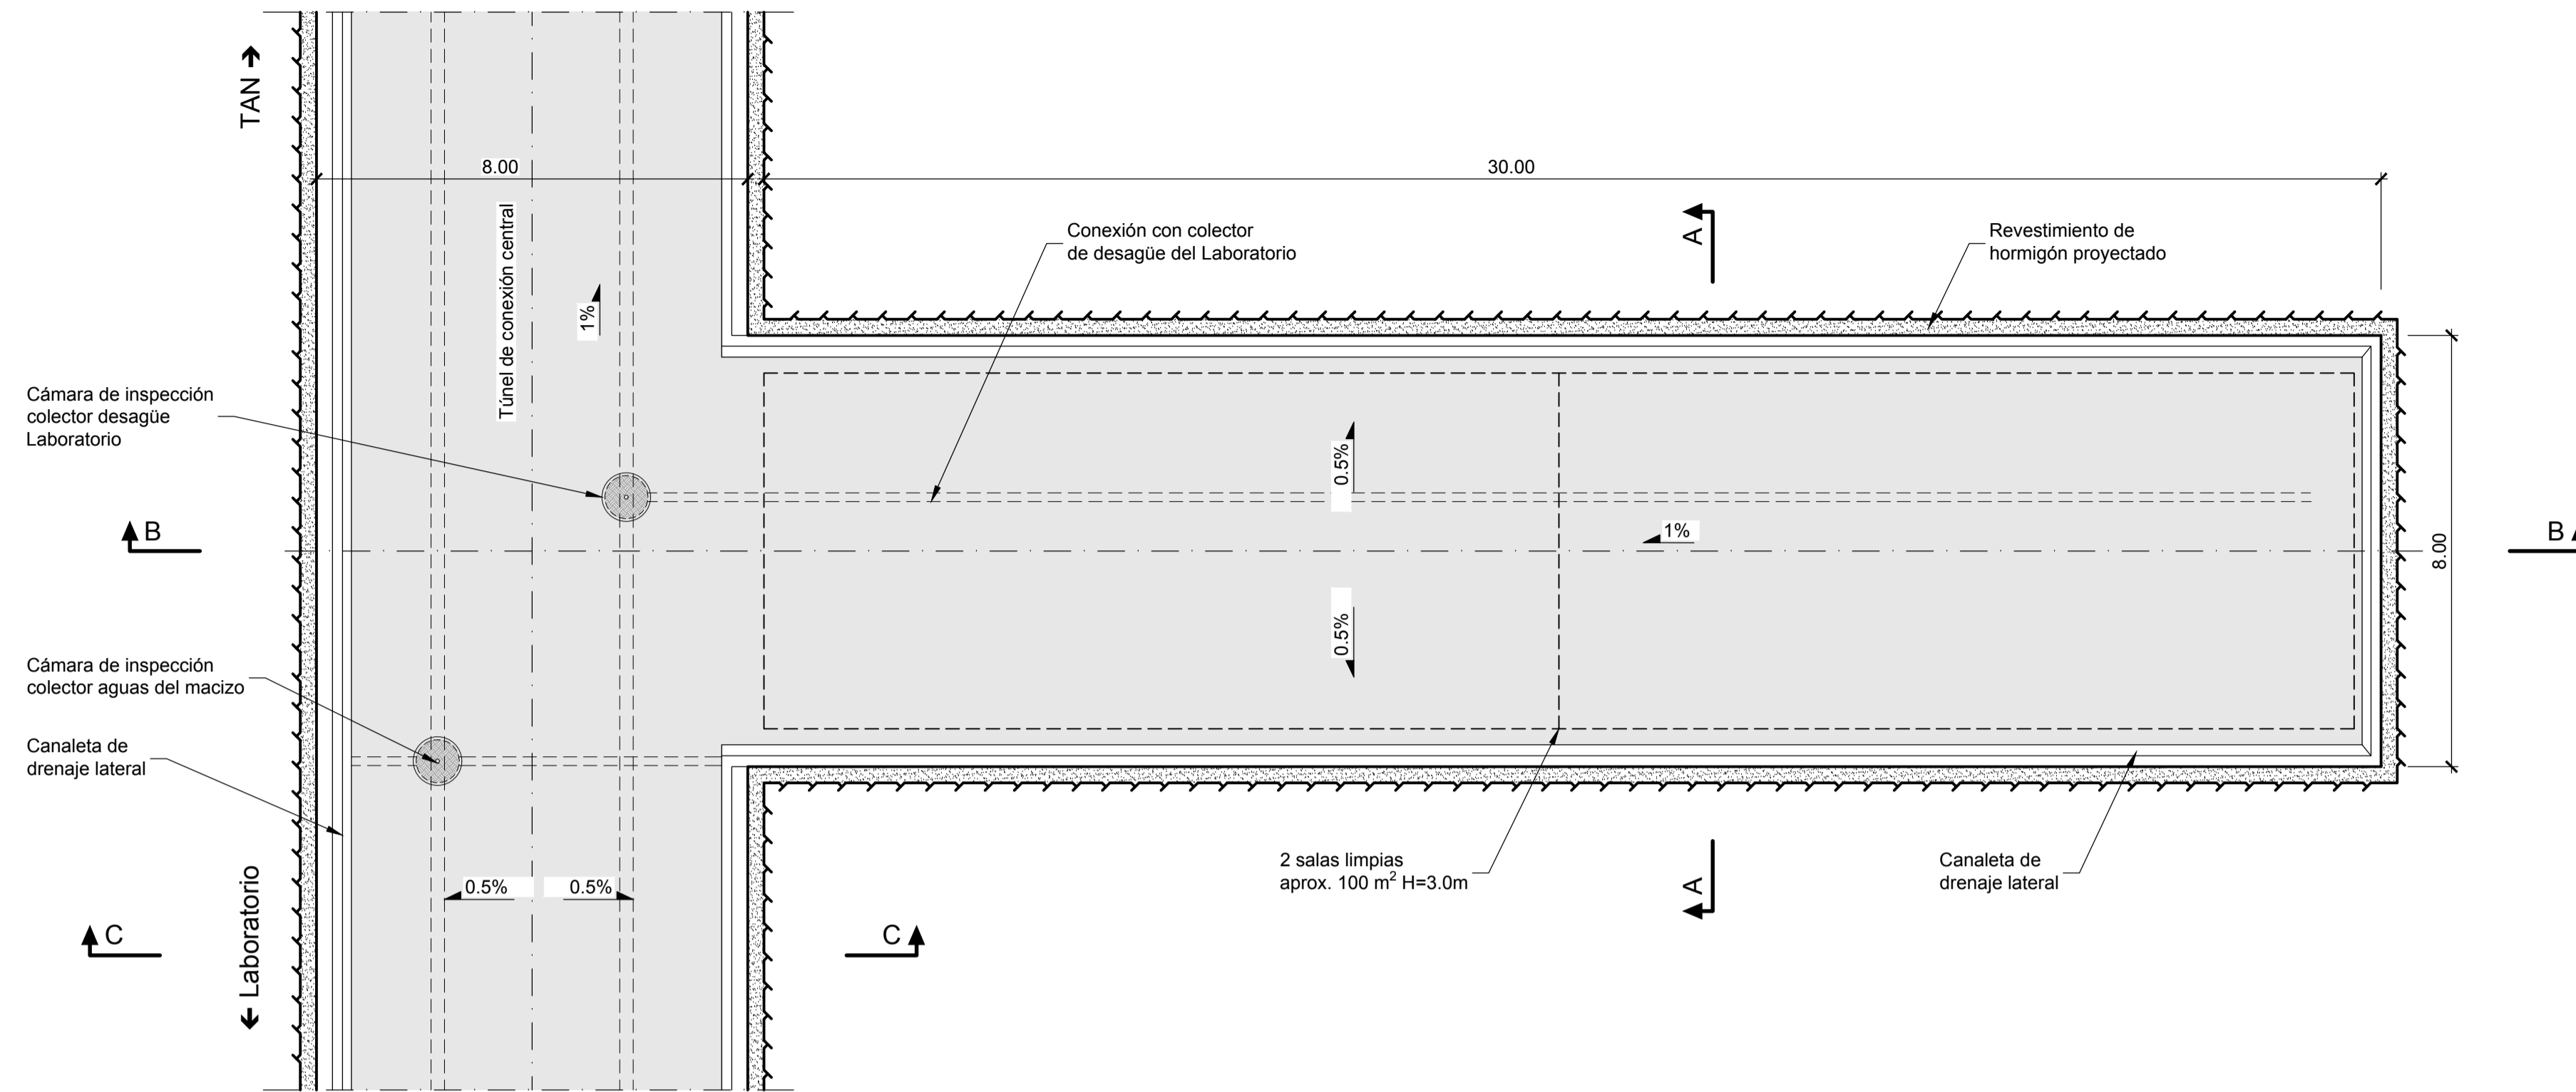 TAN →
8.00
30.00
Túnel de conexión central
Conexión con colector
de desagüe del Laboratorio
A
Revestimiento de
hormigón proyectado
1%
Cámara de inspección
colector desagüe
Laboratorio
0.5%
B
1%
B
8.00
0.5%
Cámara de inspección
colector aguas del macizo
Canaleta de
drenaje lateral
2 salas limpias
aprox. 100 m² H=3.0m
Canaleta de
drenaje lateral
0.5%
0.5%
A
← Laboratorio
C
C